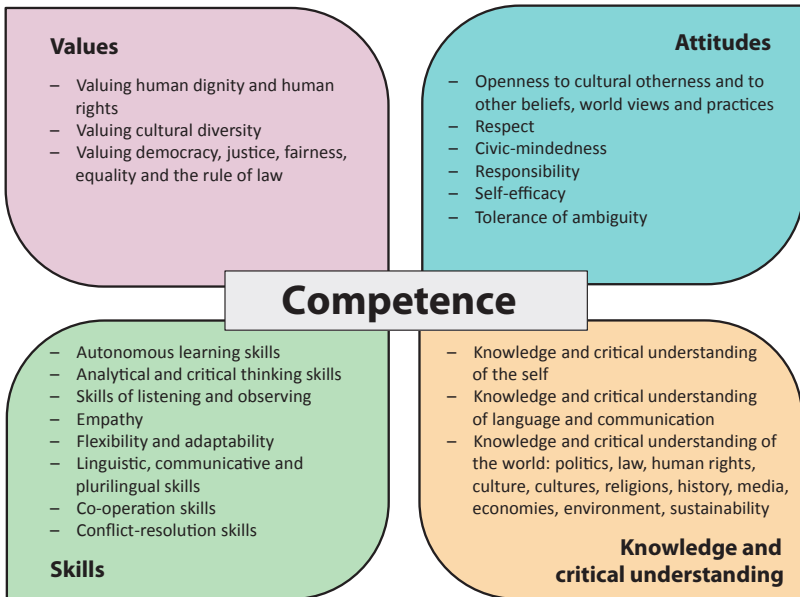 Values
– Valuing human dignity and human
rights
– Valuing cultural diversity
– Valuing democracy, justice, fairness,
equality and the rule of law
Attitudes
– Openness to cultural otherness and to
other beliefs, world views and practices
– Respect
– Civic-mindedness
– Responsibility
– Self-efficacy
– Tolerance of ambiguity
Competence
– Autonomous learning skills
– Analytical and critical thinking skills
– Skills of listening and observing
– Empathy
– Flexibility and adaptability
– Linguistic, communicative and
plurilingual skills
– Co-operation skills
– Conflict-resolution skills
Skills
– Knowledge and critical understanding
of the self
– Knowledge and critical understanding
of language and communication
– Knowledge and critical understanding of
the world: politics, law, human rights,
culture, cultures, religions, history, media,
economies, environment, sustainability
Knowledge and
critical understanding